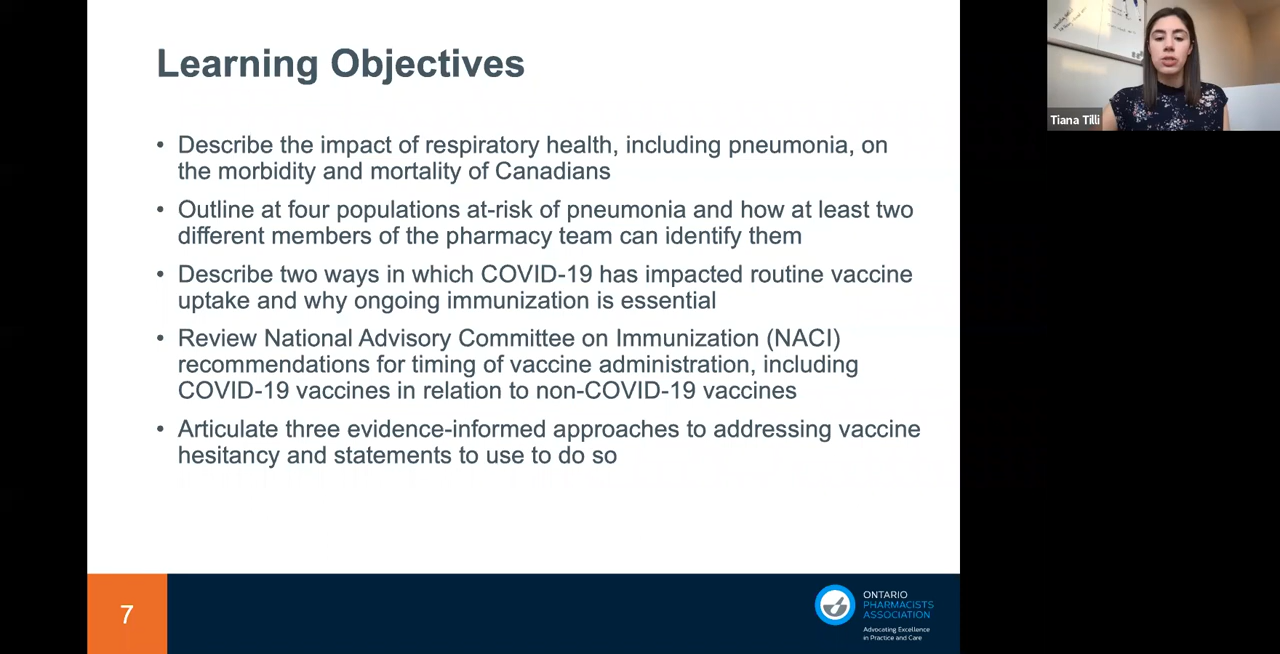 Learning Objectives
• Describe the impact of respiratory health, including pneumonia, on
the morbidity and mortality of Canadians
• Outline at four populations at-risk of pneumonia and how at least two
different members of the pharmacy team can identify them
• Describe two ways in which COVID-19 has impacted routine vaccine
uptake and why ongoing immunization is essential
• Review National Advisory Committee on Immunization (NACI)
recommendations for timing of vaccine administration, including
COVID-19 vaccines in relation to non-COVID-19 vaccines
• Articulate three evidence-informed approaches to addressing vaccine
hesitancy and statements to use to do so
7
ONTARIO
PHARMACISTS
ASSOCIATION
Advocating Excellence
in Practice and Care
Tiana Tilli